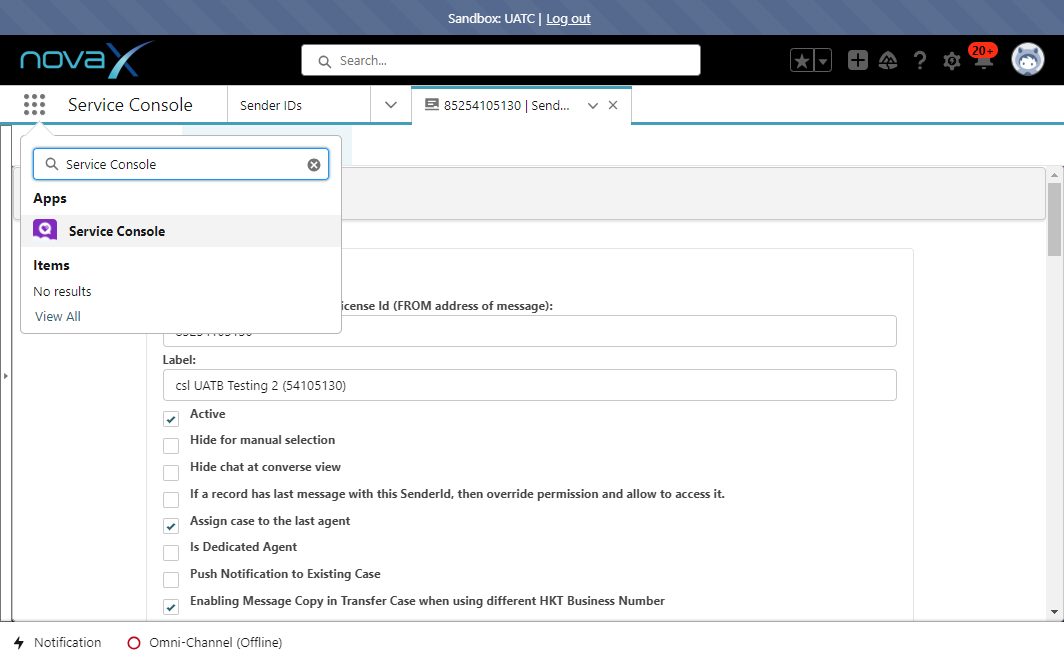 Sandbox: UATC | Log out
novaX
Search...
20+
Service Console
Sender IDs
85254105130 | Send...
Service Console
Apps
Service Console
Items
No results
View All
icense Id (FROM address of message):
85254105130
Label:
csl UATB Testing 2 (54105130)
Active
Hide for manual selection
Hide chat at converse view
If a record has last message with this SenderId, then override permission and allow to access it.
Assign case to the last agent
Is Dedicated Agent
Push Notification to Existing Case
Enabling Message Copy in Transfer Case when using different HKT Business Number
Notification
Omni-Channel (Offline)